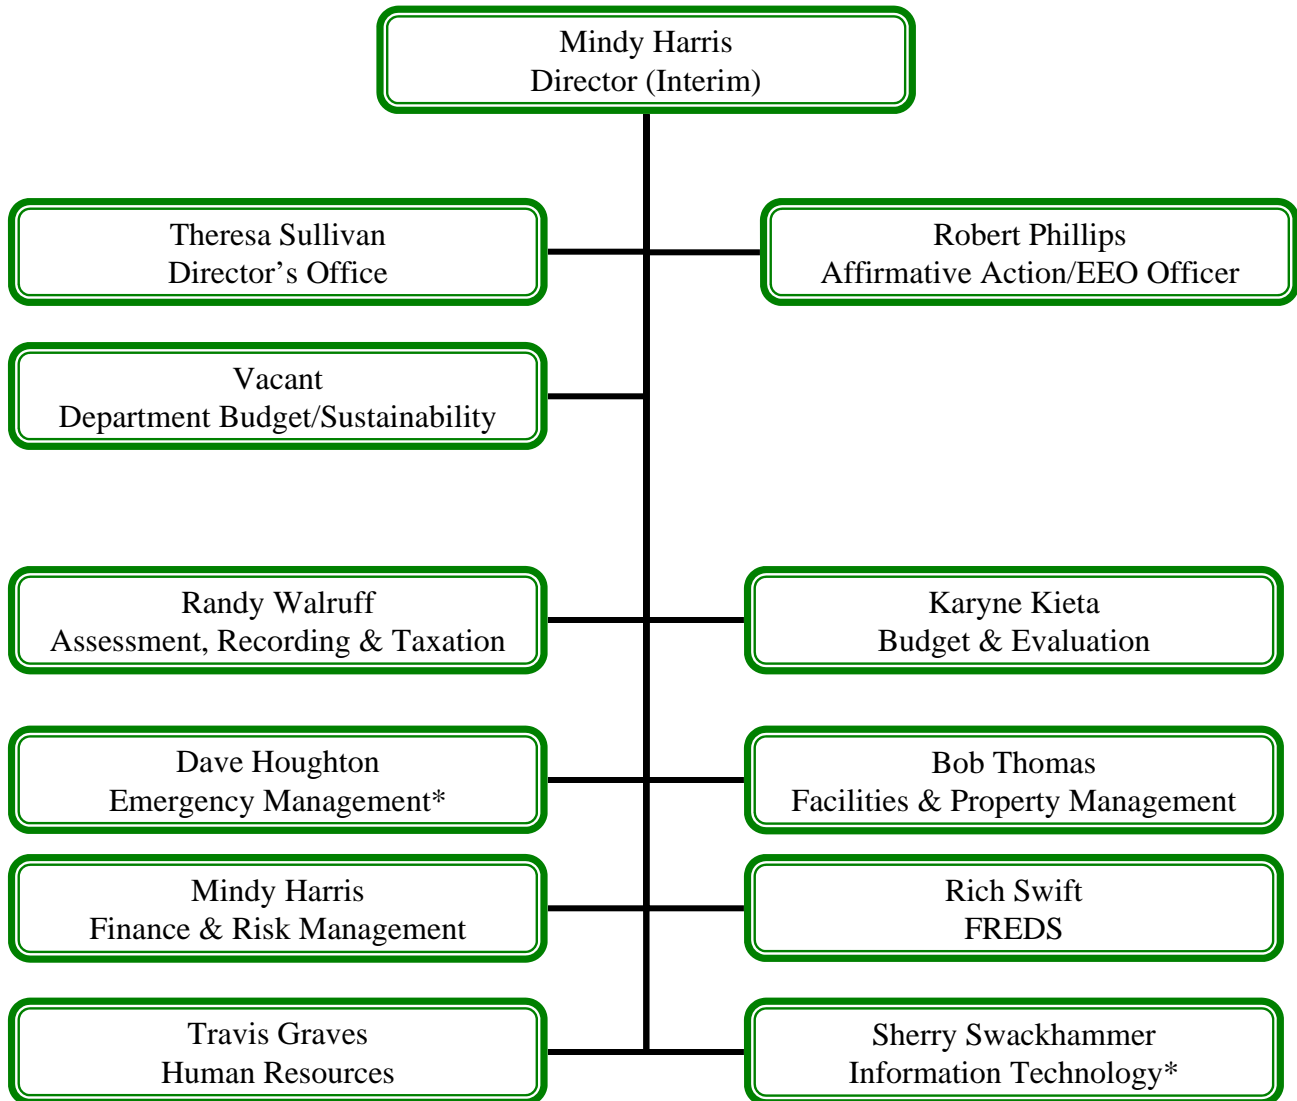 Mindy Harris
Director (Interim)
Theresa Sullivan
Director’s Office
Robert Phillips
Affirmative Action/EEO Officer
Vacant
Department Budget/Sustainability
Randy Walruff
Assessment, Recording & Taxation
Karyne Kieta
Budget & Evaluation
Dave Houghton
Emergency Management*
Bob Thomas
Facilities & Property Management
Mindy Harris
Finance & Risk Management
Rich Swift
FREDS
Travis Graves
Human Resources
Sherry Swackhammer
Information Technology*